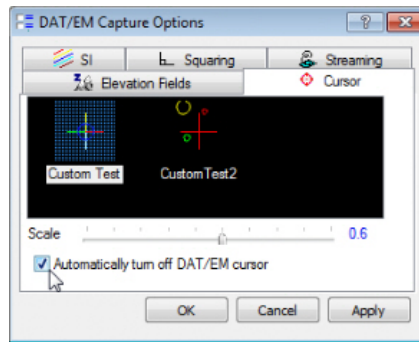 DAT/EM Capture Options
SI
Squaring
Streaming
Elevation Fields
Cursor
Custom Test
CustomTest2
Scale
0.6
Automatically turn off DAT/EM cursor
OK
Cancel
Apply